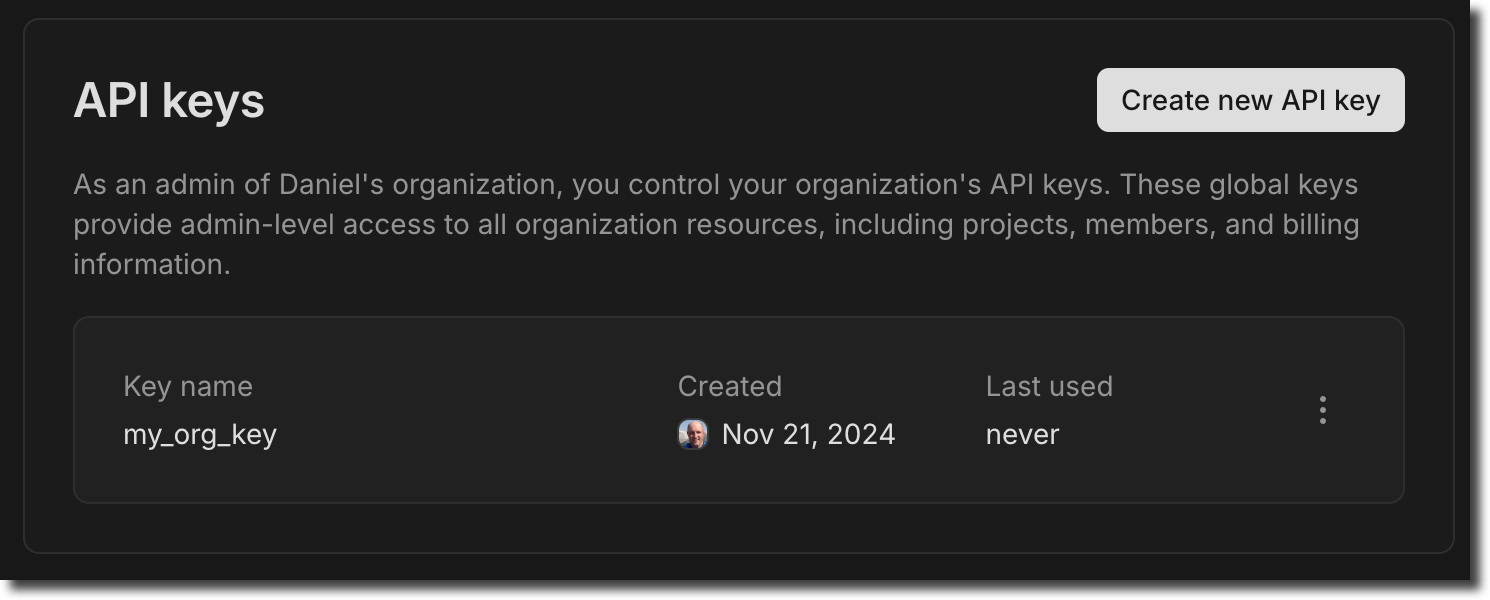 API keys
Create new API key
As an admin of Daniel's organization, you control your organization's API keys. These global keys
provide admin-level access to all organization resources, including projects, members, and billing
information.
Key name
Created
Last used
my_org_key
Nov 21, 2024
never